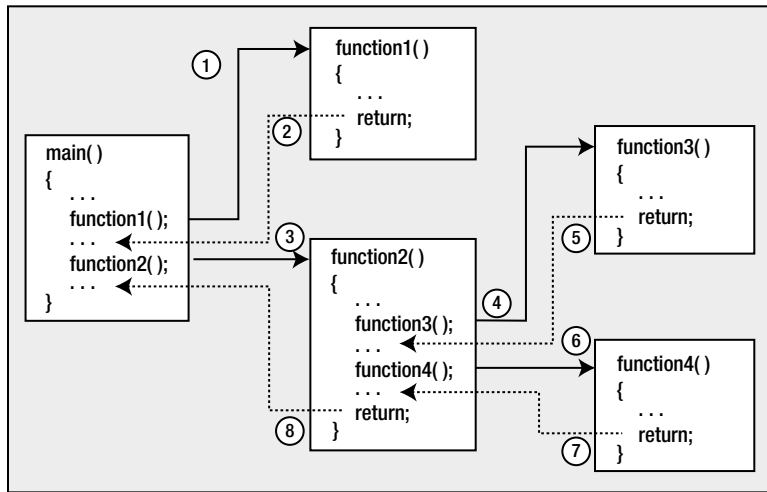 1
function1( )
{
. . .
return;
}
2
main( )
{
. . .
function1( );
. . .
function2( );
. . .
}
3
function2( )
{
. . .
function3( );
. . .
function4( );
. . .
return;
}
4
function3( )
{
. . .
return;
}
5
6
function4( )
{
. . .
return;
}
7
8